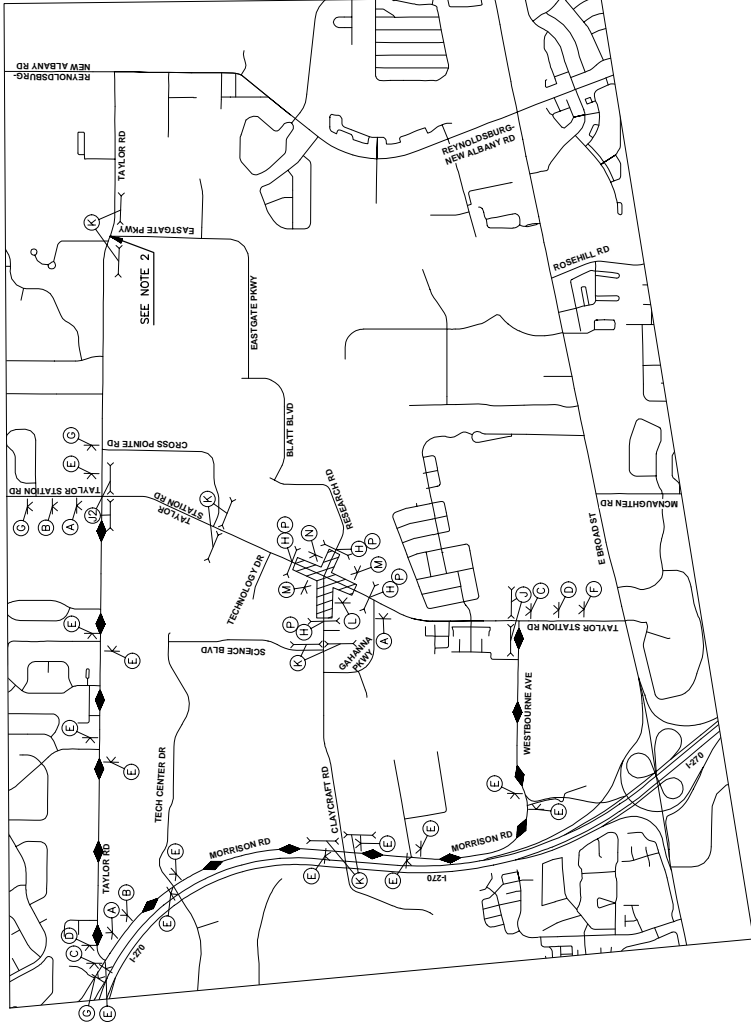 REYNOLDSBURG-
NEW ALBANY RD
TAYLOR RD
K
EASTGATE PKWY
SEE NOTE 2
REYNOLDSBURG-
NEW ALBANY RD
ROSEHILL RD
EASTGATE PKWY
BLATT BLVD
CROSS POINTE RD
G
E
TAYLOR STATION RD
G
B
A
J2
TAYLOR
STATION RD
K
RESEARCH RD
TECHNOLOGY DR
H
P
N
H
P
M
M
H
P
L
P
H
K
A
GAHANNA
PKWY
SCIENCE BLVD
MCNAUGHTEN RD
E BROAD ST
J
C
D
F
TAYLOR STATION RD
WESTBOURNE AVE
E
E
E
E
E
E
TECH CENTER DR
CLAYCRAFT RD
TAYLOR RD
MORRISON RD
E
E
E
K
E
E
E
MORRISON RD
I-270
I-270
I-270
D
A
B
C
G
E